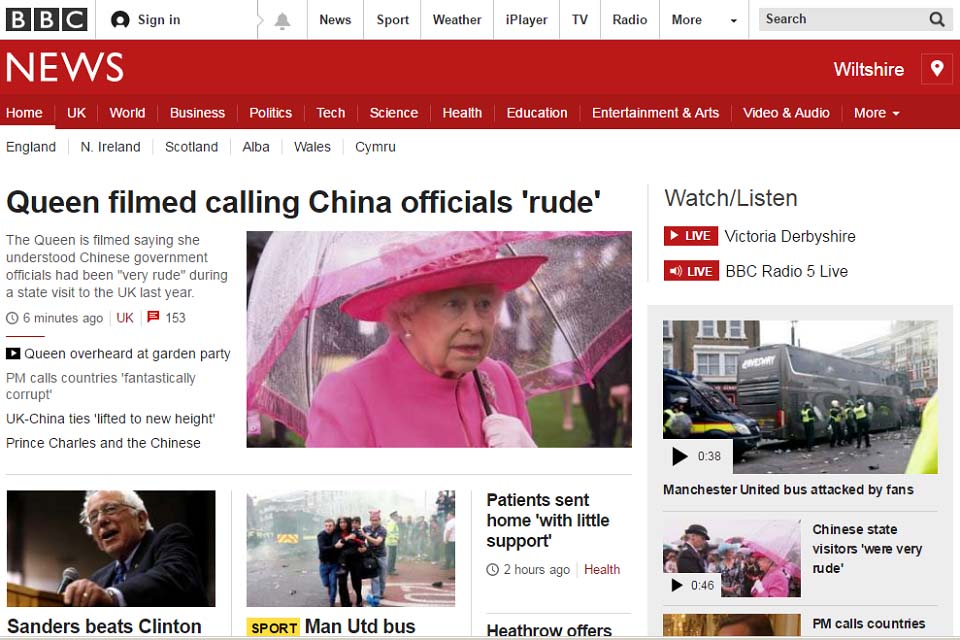 BBC
Sign in
News
Sport
Weather
iPlayer
TV
Radio
More
Search
NEWS
Wiltshire
Home
UK
World
Business
Politics
Tech
Science
Health
Education
Entertainment & Arts
Video & Audio
More
England
N. Ireland
Scotland
Alba
Wales
Cymru
Queen filmed calling China officials 'rude'
The Queen is filmed saying she
understood Chinese government
officials had been "very rude" during
a state visit to the UK last year.
6 minutes ago
UK
153
Queen overheard at garden party
PM calls countries 'fantastically
corrupt'
UK-China ties 'lifted to new height'
Prince Charles and the Chinese
Sanders beats Clinton
SPORT Man Utd bus
Patients sent
home 'with little
support'
2 hours ago
Health
Heathrow offers
Watch/Listen
LIVE Victoria Derbyshire
LIVE BBC Radio 5 Live
0:38
Manchester United bus attacked by fans
0:46
Chinese state
visitors 'were very
rude'
PM calls countries